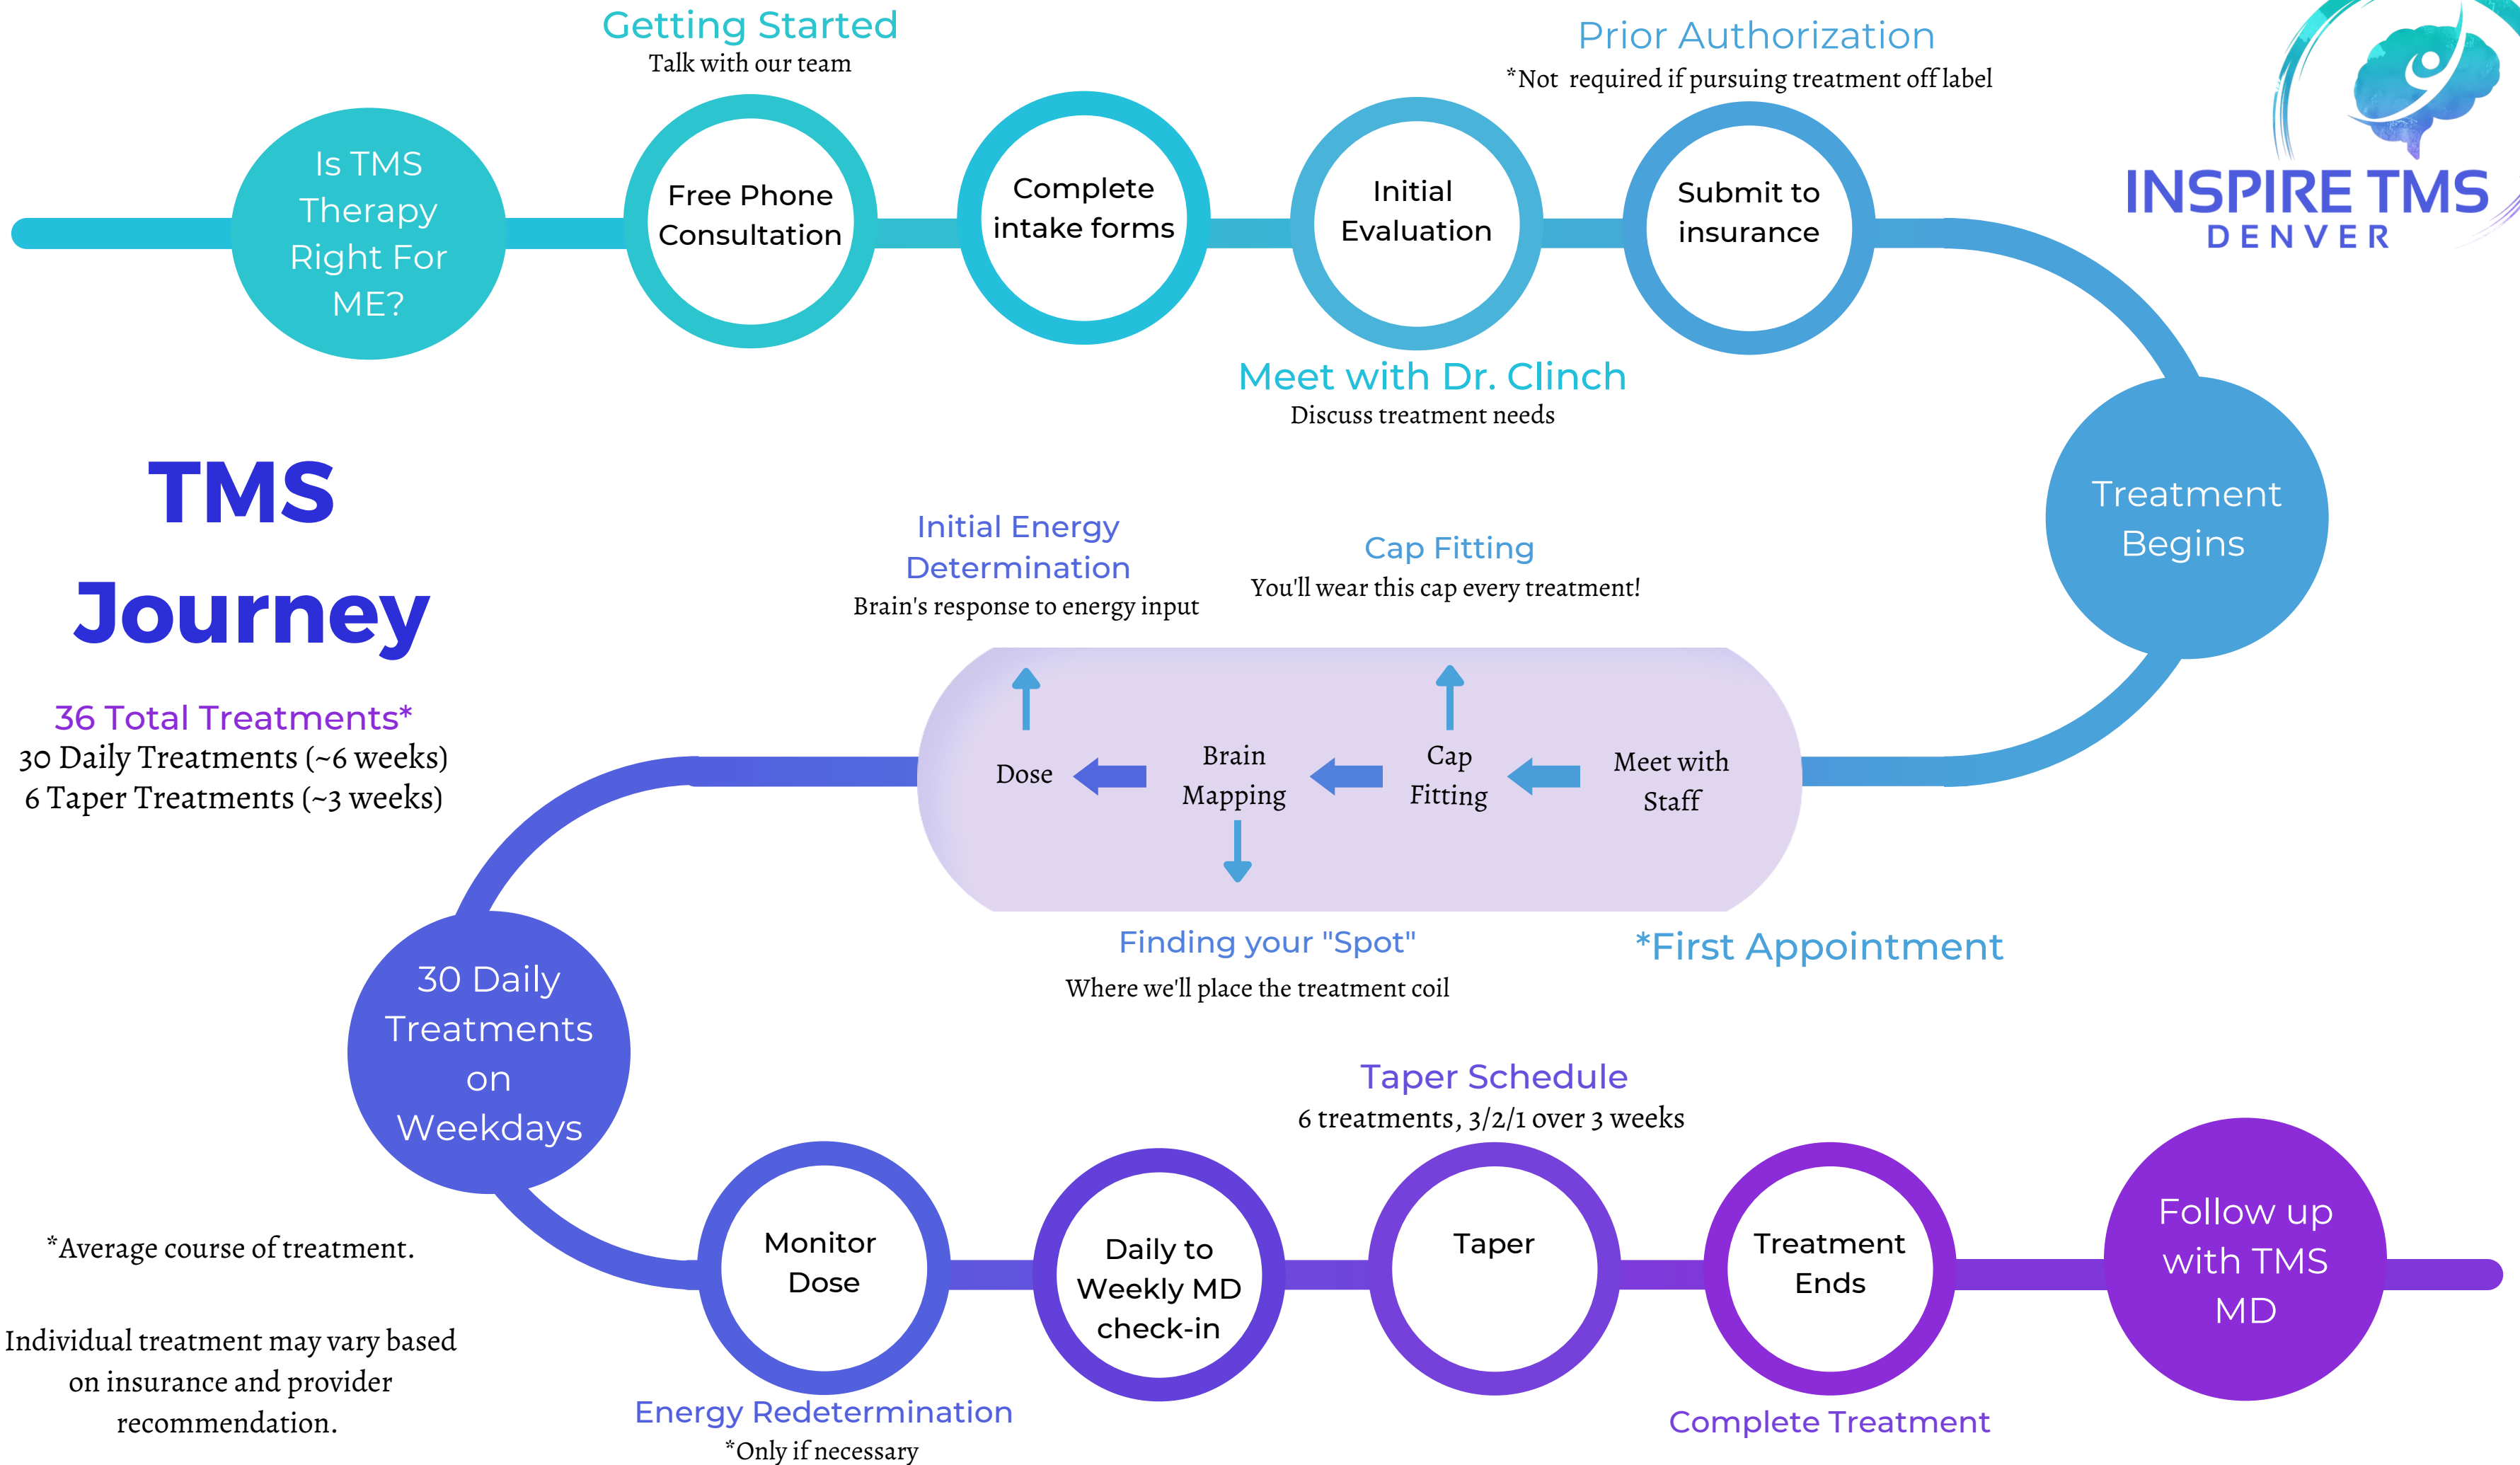 Getting Started
Talk with our team
Prior Authorization
*Not required if pursuing treatment off label
INSPIRE TMS
DENVER
Is TMS
Therapy
Right For
ME?
Free Phone
Consultation
Complete
intake forms
Initial
Evaluation
Submit to
insurance
Meet with Dr. Clinch
Discuss treatment needs
Treatment
Begins
TMS
Journey
36 Total Treatments*
30 Daily Treatments (~6 weeks)
6 Taper Treatments (~3 weeks)
Initial Energy
Determination
Brain's response to energy input
Cap Fitting
You'll wear this cap every treatment!
Dose
Brain
Mapping
Cap
Fitting
Meet with
Staff
Finding your "Spot"
Where we'll place the treatment coil
*First Appointment
30 Daily
Treatments
on
Weekdays
Taper Schedule
6 treatments, 3/2/1 over 3 weeks
Monitor
Dose
Daily to
Weekly MD
check-in
Taper
Treatment
Ends
Follow up
with TMS
MD
Energy Redetermination
*Only if necessary
Complete Treatment
*Average course of treatment.
Individual treatment may vary based
on insurance and provider
recommendation.